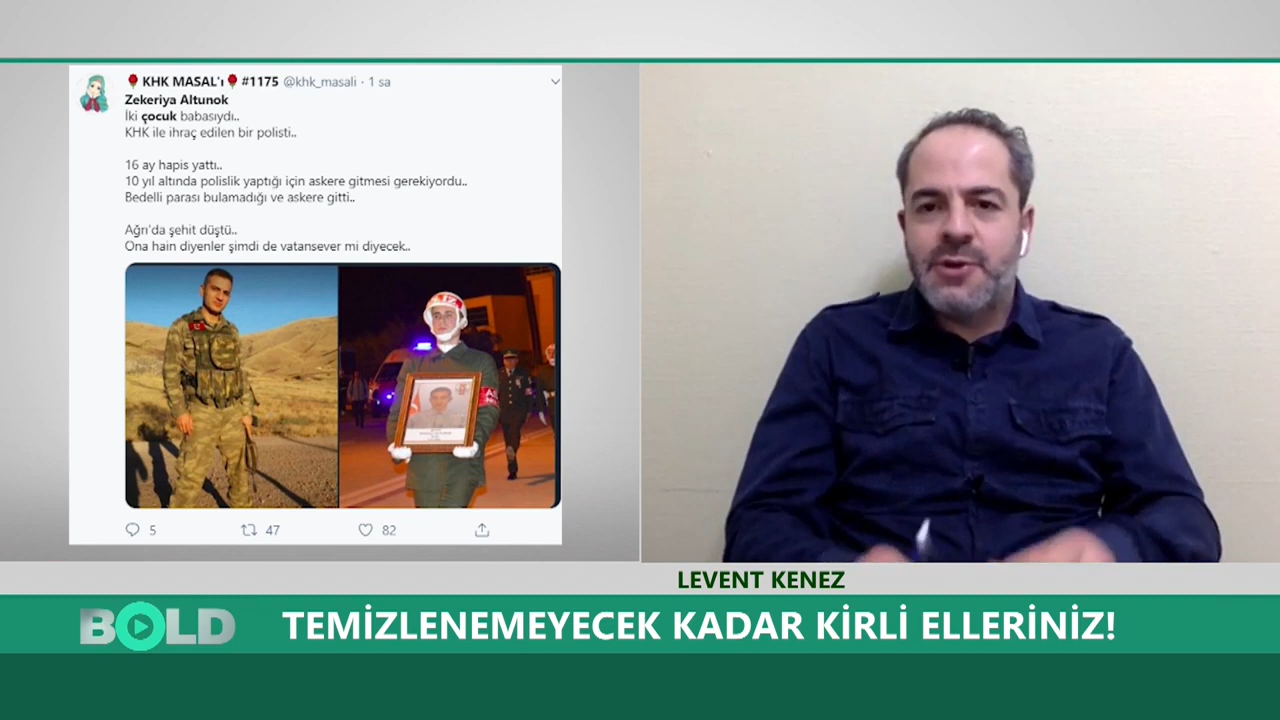 🌹 KHK MASAL'ı🌹 #1175 @khk_masali · 1 sa
Zekeriya Altunok
İki çocuk babasıydı..
KHK ile ihraç edilen bir polisti..
16 ay hapis yattı..
10 yıl altında polislik yaptığı için askere gitmesi gerekiyordu..
Bedelli parası bulamadığı ve askere gitti..
Ağrı'da şehit düştü..
Ona hain diyenler şimdi de vatansever mi diyecek..
5 47 82
LEVENT KENEZ
BOLD
TEMİZLENEMEYECEK KADAR KİRLİ ELLERİNİZ!